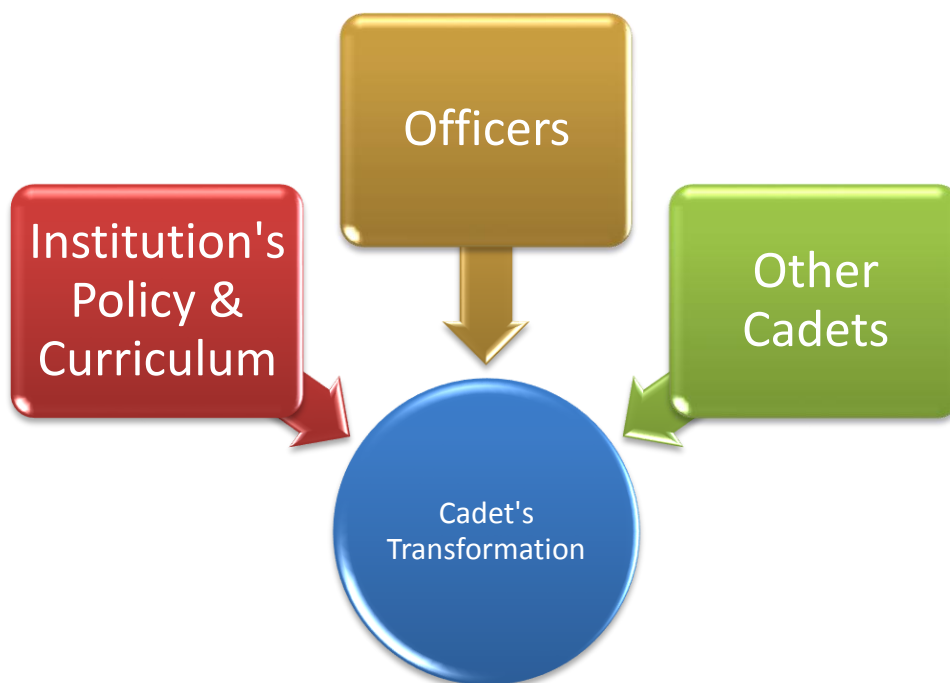 Officers
Institution's
Policy &
Curriculum
Other
Cadets
Cadet's
Transformation